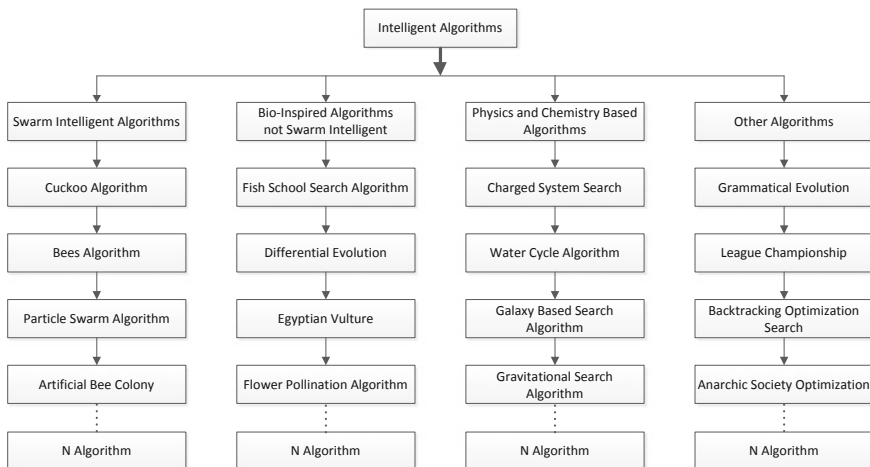 Intelligent Algorithms
Swarm Intelligent Algorithms
Bio-Inspired Algorithms
not Swarm Intelligent
Physics and Chemistry Based
Algorithms
Other Algorithms
Cuckoo Algorithm
Fish School Search Algorithm
Charged System Search
Grammatical Evolution
Bees Algorithm
Differential Evolution
Water Cycle Algorithm
League Championship
Particle Swarm Algorithm
Egyptian Vulture
Galaxy Based Search
Algorithm
Backtracking Optimization
Search
Artificial Bee Colony
Flower Pollination Algorithm
Gravitational Search
Algorithm
Anarchic Society Optimization
N Algorithm
N Algorithm
N Algorithm
N Algorithm